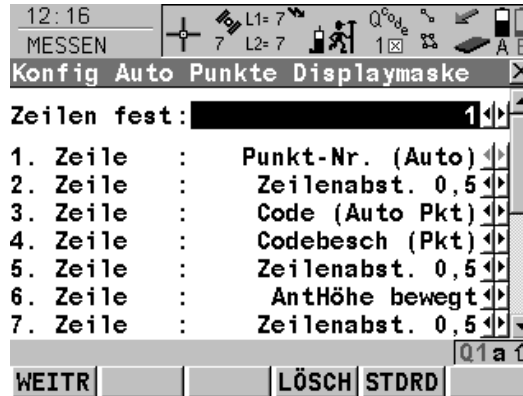 12:16 L1= 7 QCode
MESSEN 7 L2= 7 1 A B
Konfig Auto Punkte Displaymaske X
Zeilen fest: 1
1. Zeile : Punkt-Nr. (Auto)
2. Zeile : Zeilenabst. 0,5
3. Zeile : Code (Auto Pkt)
4. Zeile : Codebesch (Pkt)
5. Zeile : Zeilenabst. 0,5
6. Zeile : AntHöhe bewegt
7. Zeile : Zeilenabst. 0,5
Q1 a
WEITR LÖSCH STDRD